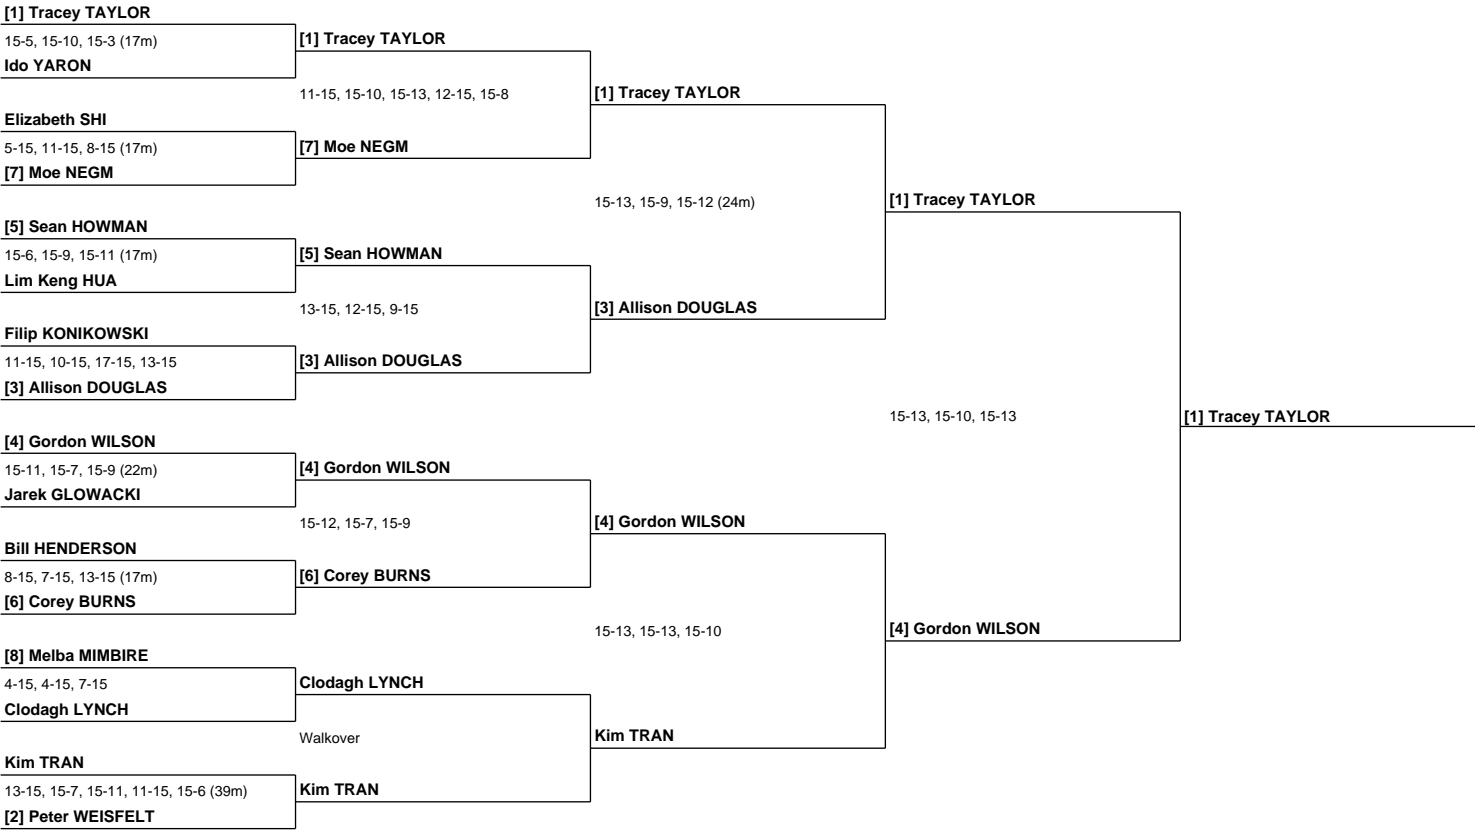 [1] Tracey TAYLOR
15-5, 15-10, 15-3 (17m)
Ido YARON
Elizabeth SHI
5-15, 11-15, 8-15 (17m)
[7] Moe NEGM
[5] Sean HOWMAN
15-6, 15-9, 15-11 (17m)
Lim Keng HUA
Filip KONIKOWSKI
11-15, 10-15, 17-15, 13-15
[3] Allison DOUGLAS
[4] Gordon WILSON
15-11, 15-7, 15-9 (22m)
Jarek GLOWACKI
Bill HENDERSON
8-15, 7-15, 13-15 (17m)
[6] Corey BURNS
[8] Melba MIMBIRE
4-15, 4-15, 7-15
Clodagh LYNCH
Kim TRAN
13-15, 15-7, 15-11, 11-15, 15-6 (39m)
[2] Peter WEISFELT
[1] Tracey TAYLOR
11-15, 15-10, 15-13, 12-15, 15-8
[7] Moe NEGM
[5] Sean HOWMAN
13-15, 12-15, 9-15
[3] Allison DOUGLAS
[4] Gordon WILSON
15-12, 15-7, 15-9
[6] Corey BURNS
Clodagh LYNCH
Walkover
Kim TRAN
[1] Tracey TAYLOR
15-13, 15-9, 15-12 (24m)
[3] Allison DOUGLAS
[4] Gordon WILSON
15-13, 15-13, 15-10
Kim TRAN
[1] Tracey TAYLOR
15-13, 15-10, 15-13
[4] Gordon WILSON
[1] Tracey TAYLOR